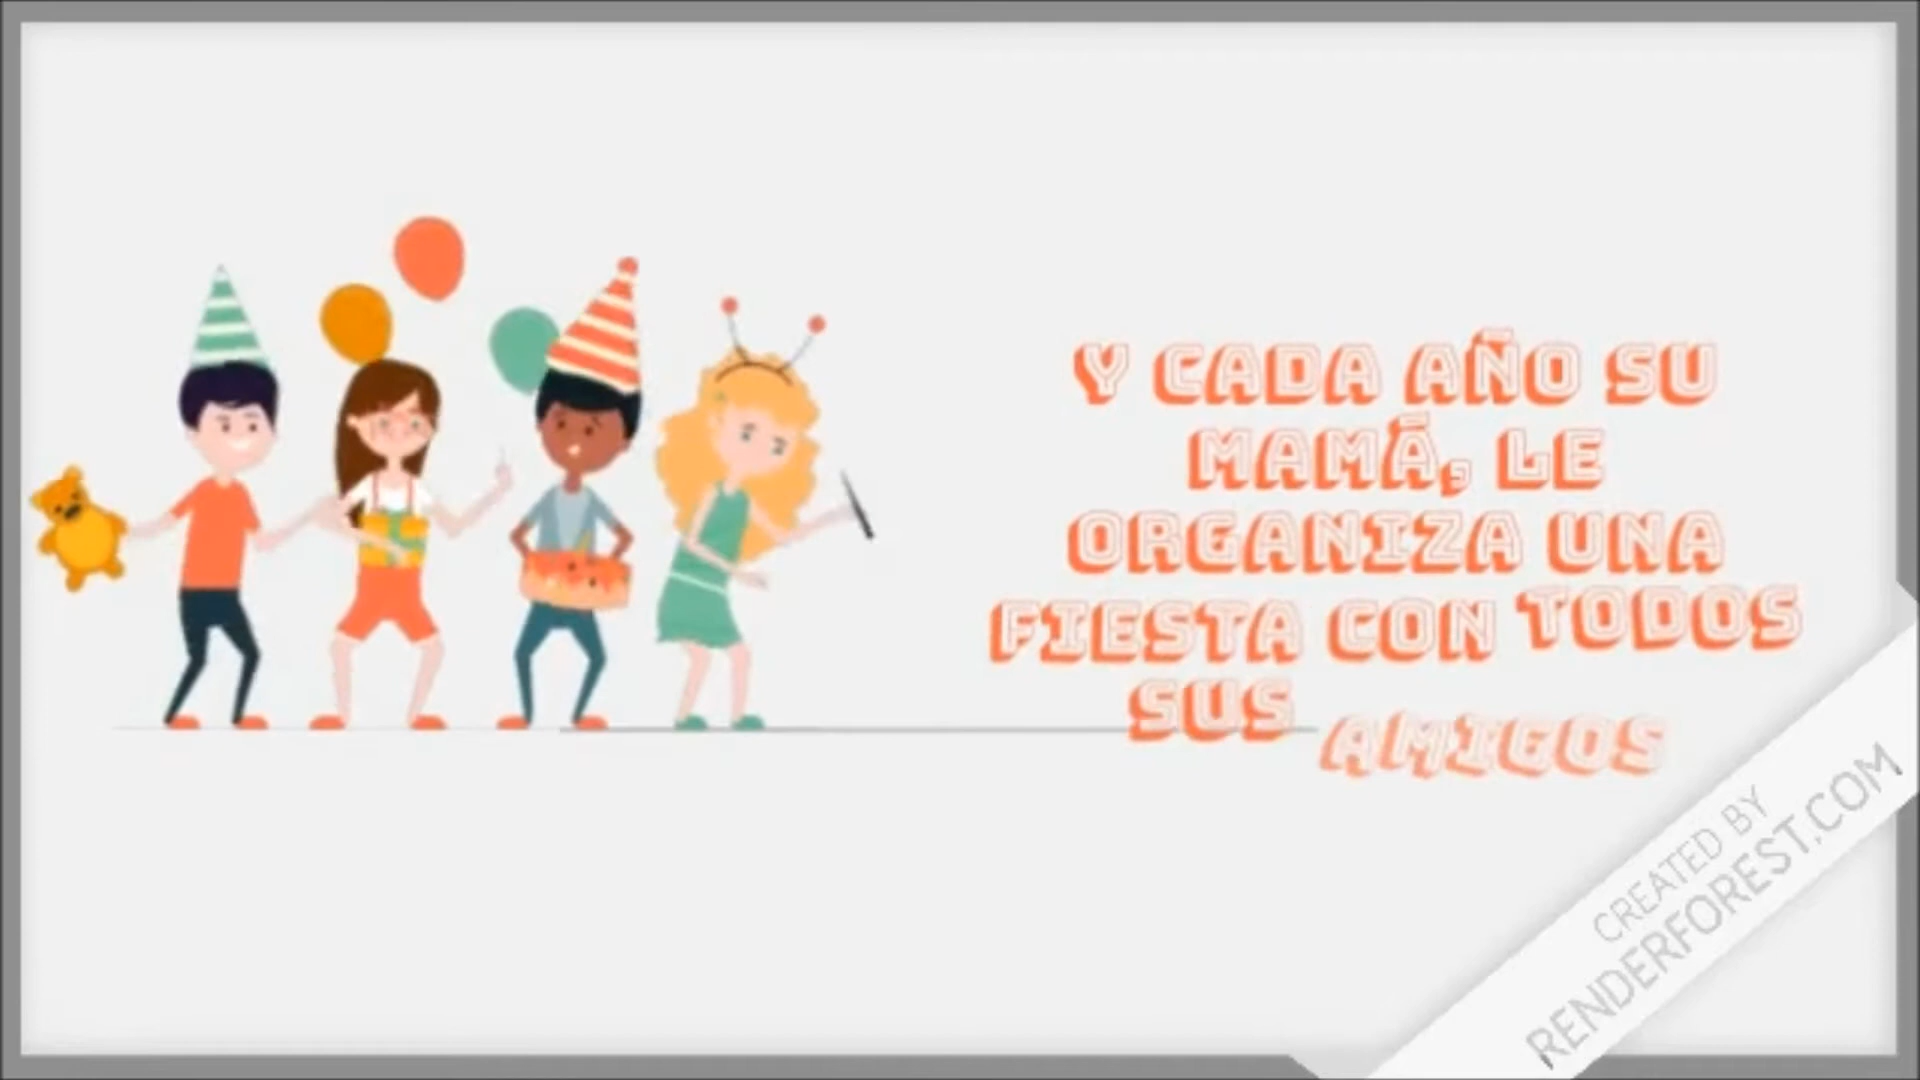 Y CADA AÑO SU
MAMÁ, LE
ORGANIZA UNA
FIESTA CON TODOS
SUS AMIGOS
CREATED BY
RENDERFOREST.COM